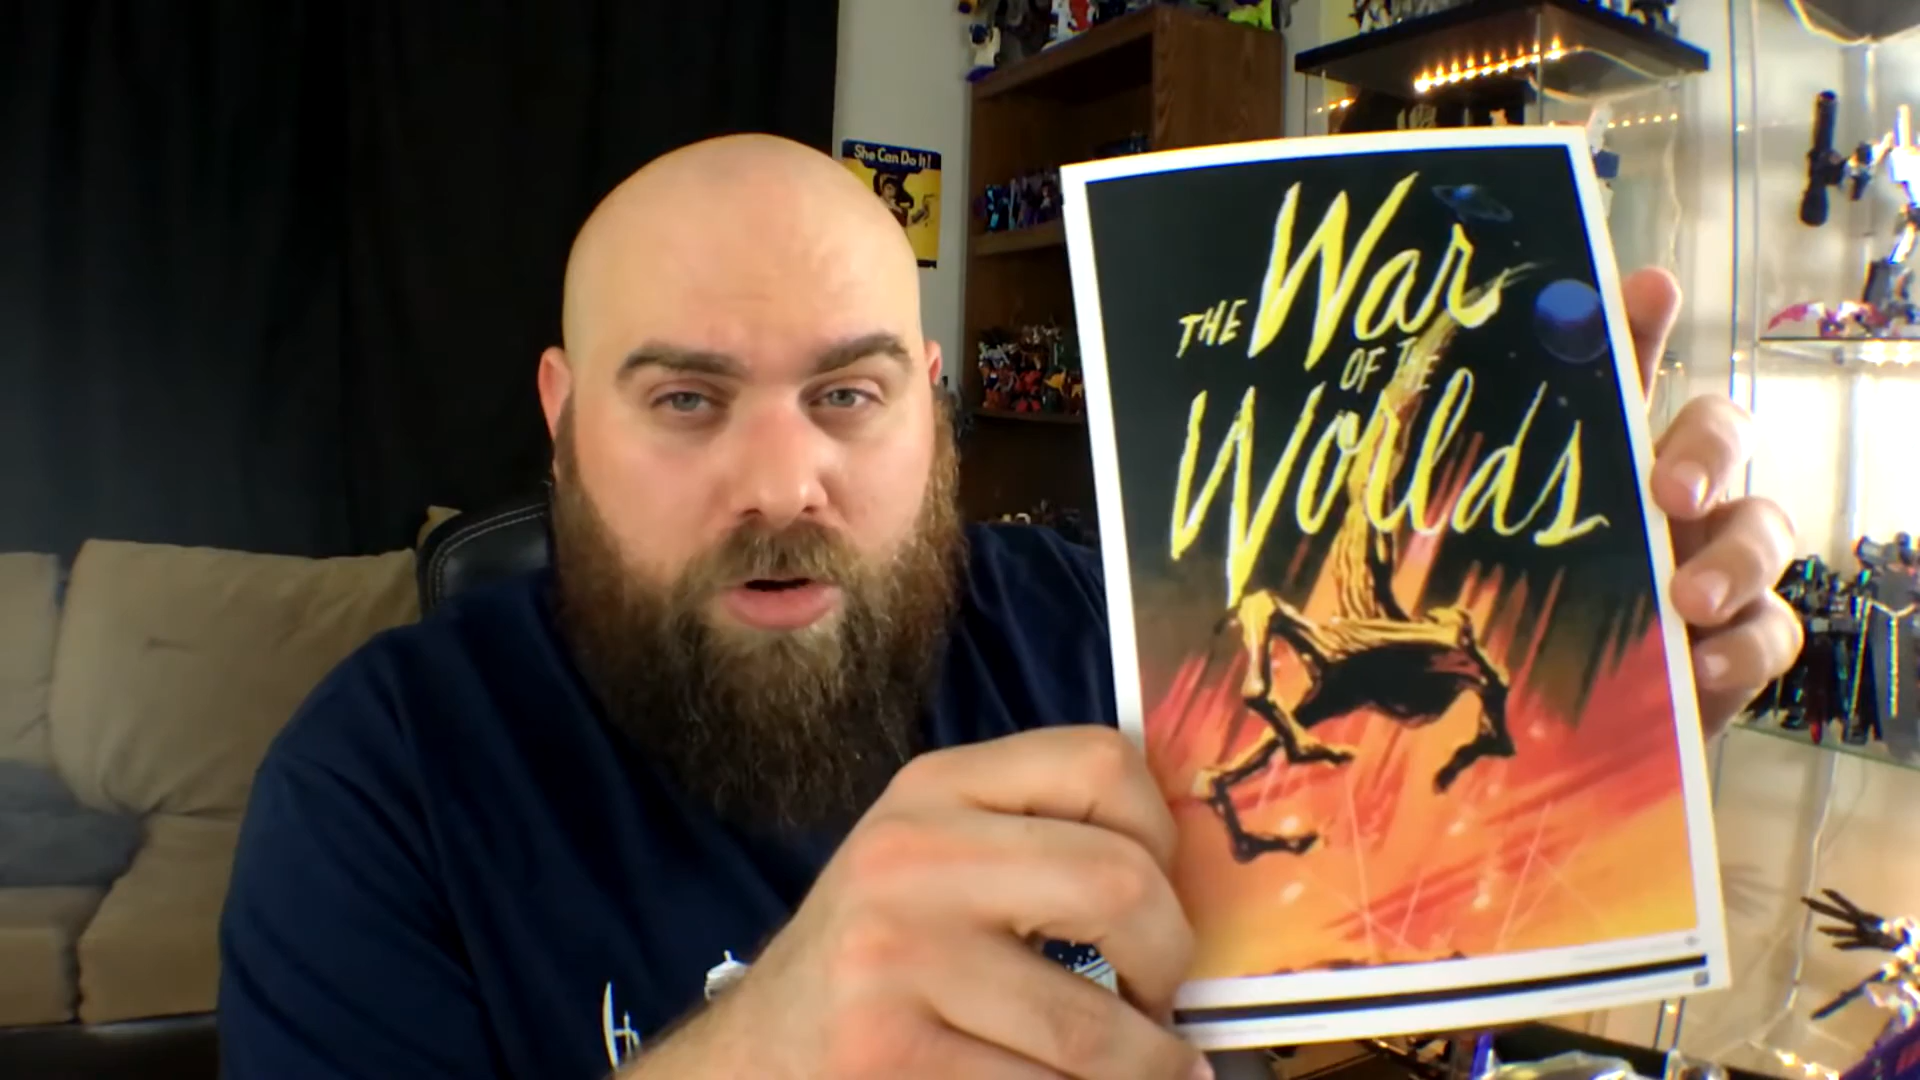 She Can Do It!
THE War
OF THE
Worlds